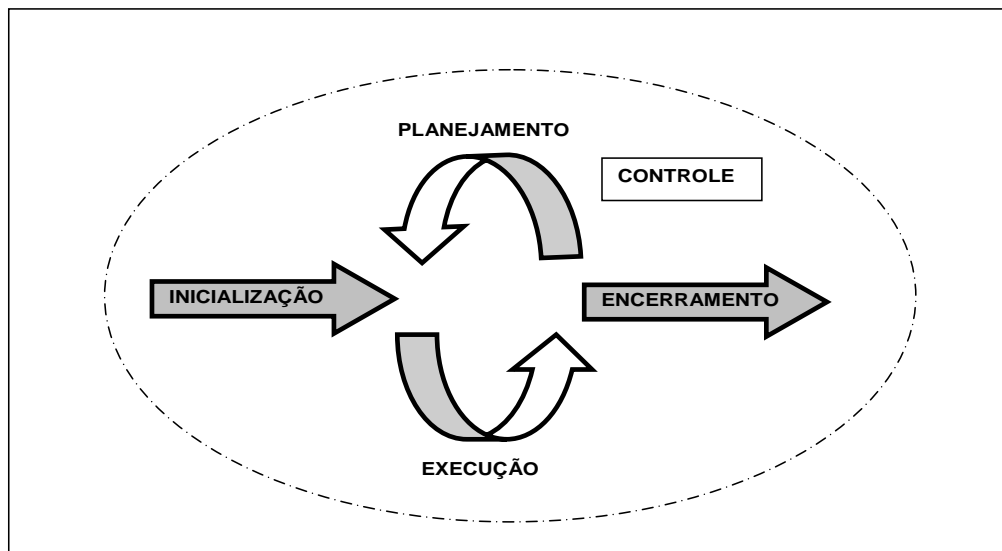 PLANEJAMENTO
CONTROLE
INICIALIZAÇÃO
ENCERRAMENTO
EXECUÇÃO